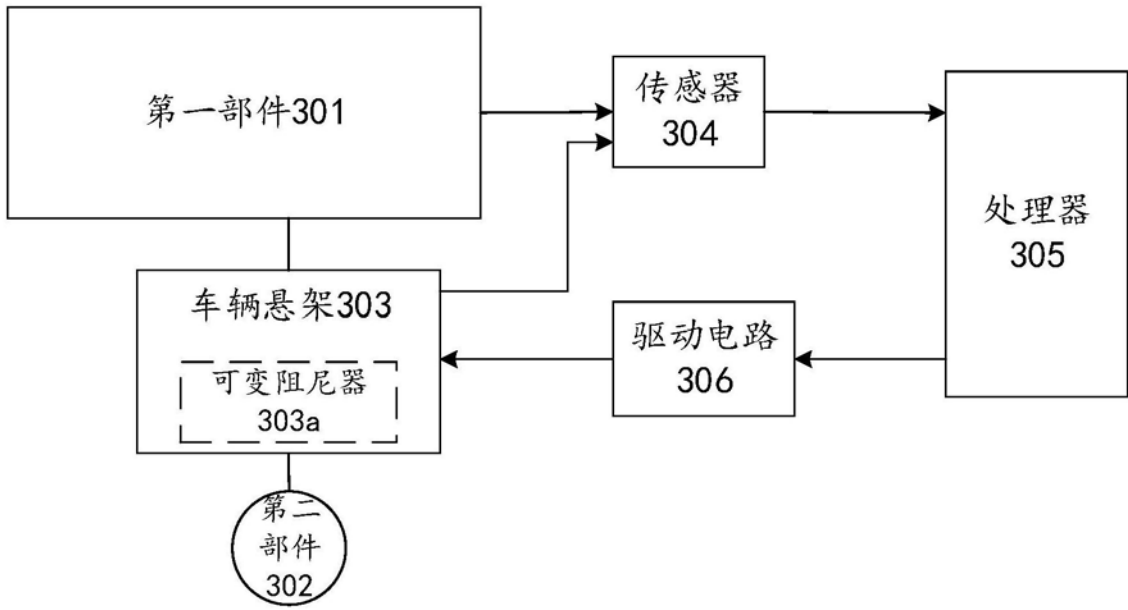 第一部件301
传感器
304
处理器
305
车辆悬架303
可变阻尼器
303a
驱动电路
306
第二
部件
302